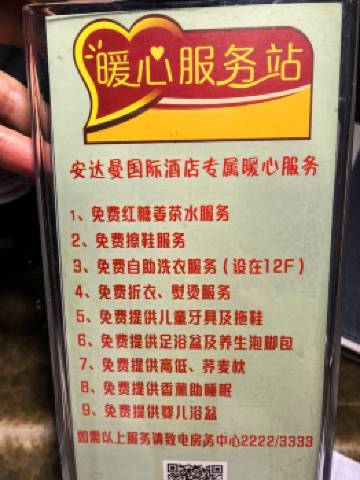 暖心服务站
安达曼国际酒店专属暖心服务
1、免费红糖姜茶水服务
2、免费擦鞋服务
3、免费自助洗衣服务（设在12F）
4、免费折衣、熨烫服务
5、免费提供儿童牙具及拖鞋
6、免费提供足浴盆及养生泡脚包
7、免费提供高低、荞麦枕
8、免费提供香薰助睡眠
9、免费提供婴儿浴盆
如需以上服务请致电房务中心2222/3333